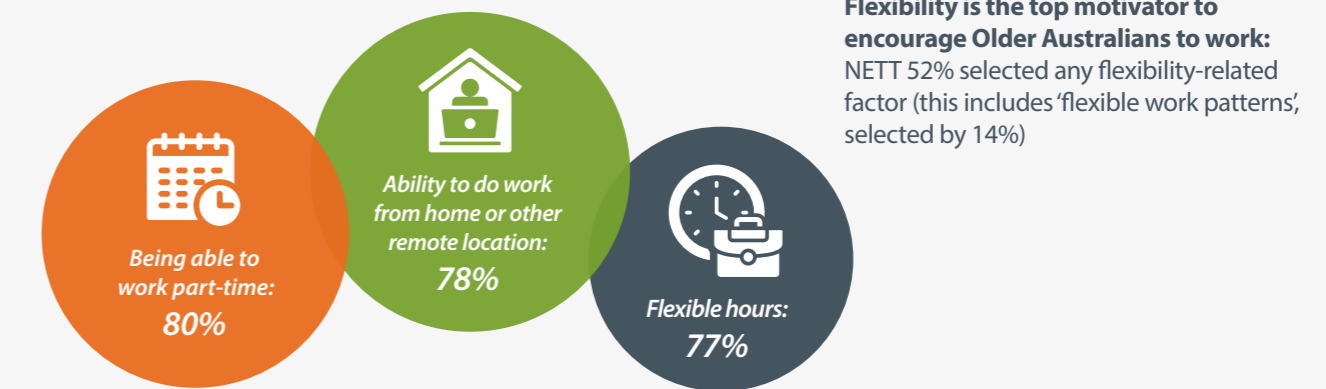 Being able to
work part-time:
80%
Ability to do work
from home or other
remote location:
78%
Flexible hours:
77%
Flexibility is the top motivator to
encourage Older Australians to work:
NETT 52% selected any flexibility-related
factor (this includes ‘flexible work patterns’,
selected by 14%)